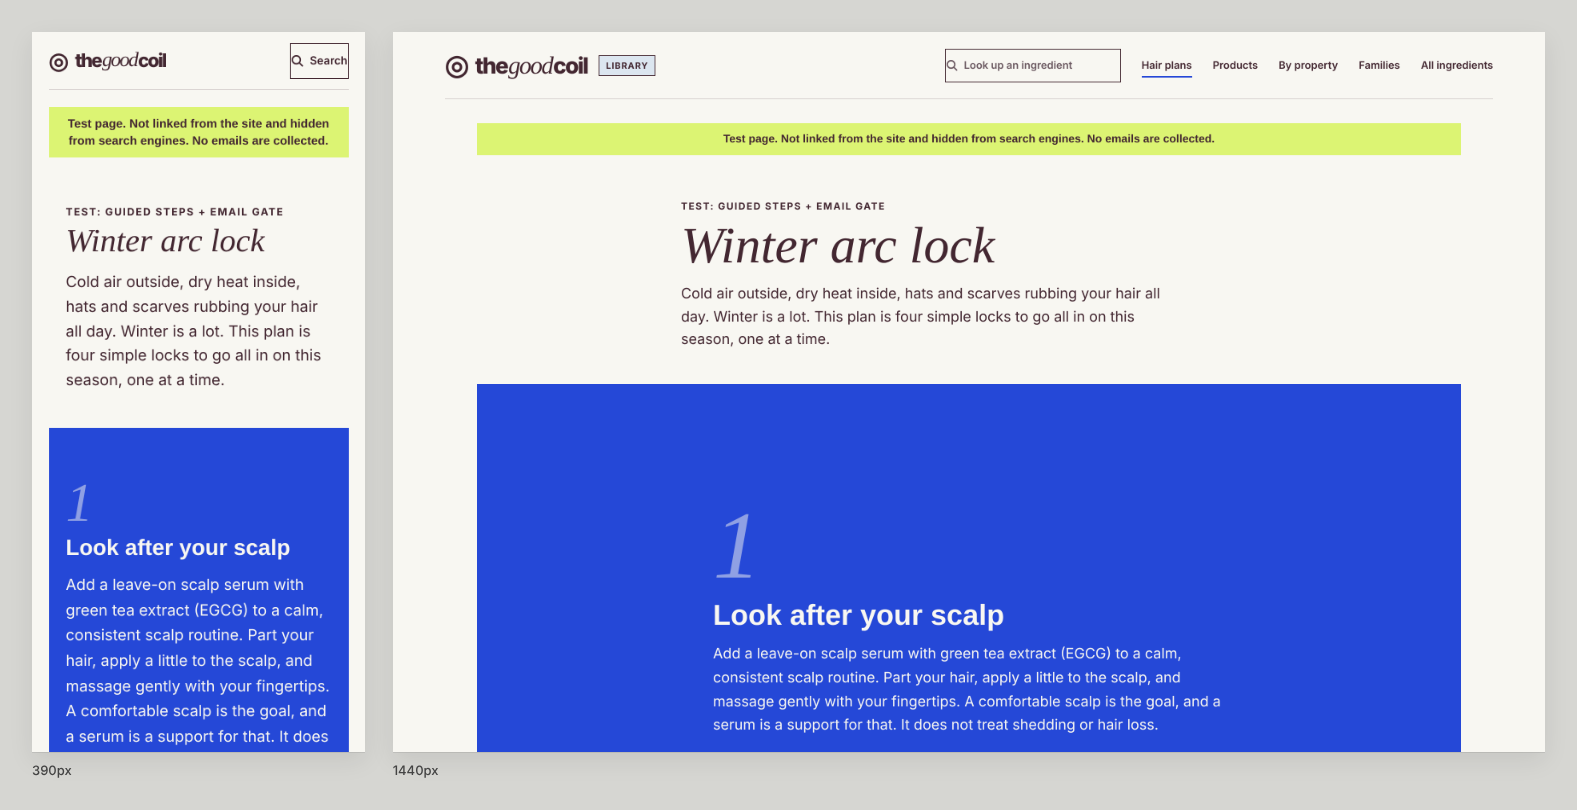 thegoodcoil
Search
Test page. Not linked from the site and hidden
from search engines. No emails are collected.
TEST: GUIDED STEPS + EMAIL GATE
Winter arc lock
Cold air outside, dry heat inside,
hats and scarves rubbing your hair
all day. Winter is a lot. This plan is
four simple locks to go all in on this
season, one at a time.
1
Look after your scalp
Add a leave-on scalp serum with
green tea extract (EGCG) to a calm,
consistent scalp routine. Part your
hair, apply a little to the scalp, and
massage gently with your fingertips.
A comfortable scalp is the goal, and
a serum is a support for that. It does
390px
thegoodcoil LIBRARY
Look up an ingredient
Hair plans Products By property Families All ingredients
Test page. Not linked from the site and hidden from search engines. No emails are collected.
TEST: GUIDED STEPS + EMAIL GATE
Winter arc lock
Cold air outside, dry heat inside, hats and scarves rubbing your hair all
day. Winter is a lot. This plan is four simple locks to go all in on this
season, one at a time.
1
Look after your scalp
Add a leave-on scalp serum with green tea extract (EGCG) to a calm,
consistent scalp routine. Part your hair, apply a little to the scalp, and
massage gently with your fingertips. A comfortable scalp is the goal, and a
serum is a support for that. It does not treat shedding or hair loss.
1440px